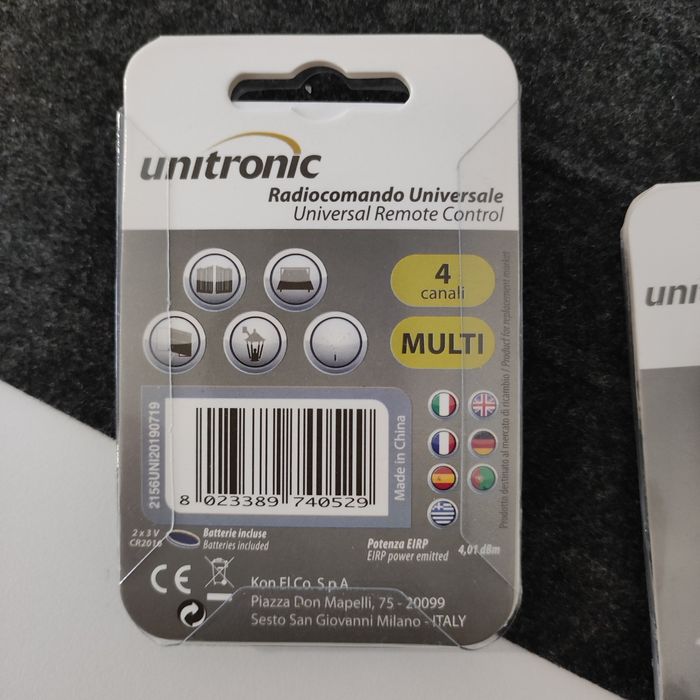 unitronic
Radiocomando Universale
Universal Remote Control
4
canali
MULTI
Prodotto destinato al mercato di ricambio / Product for replacement market
2156UNI20190719
8 023389 740529
Made in China
2 x 3 V
CR2016
Batterie incluse
Batteries included
Potenza EIRP
EIRP power emitted
4,01 dBm
CE
Kon.El.Co. S.p.A.
Piazza Don Mapelli, 75 - 20099
Sesto San Giovanni Milano - ITALY
uni